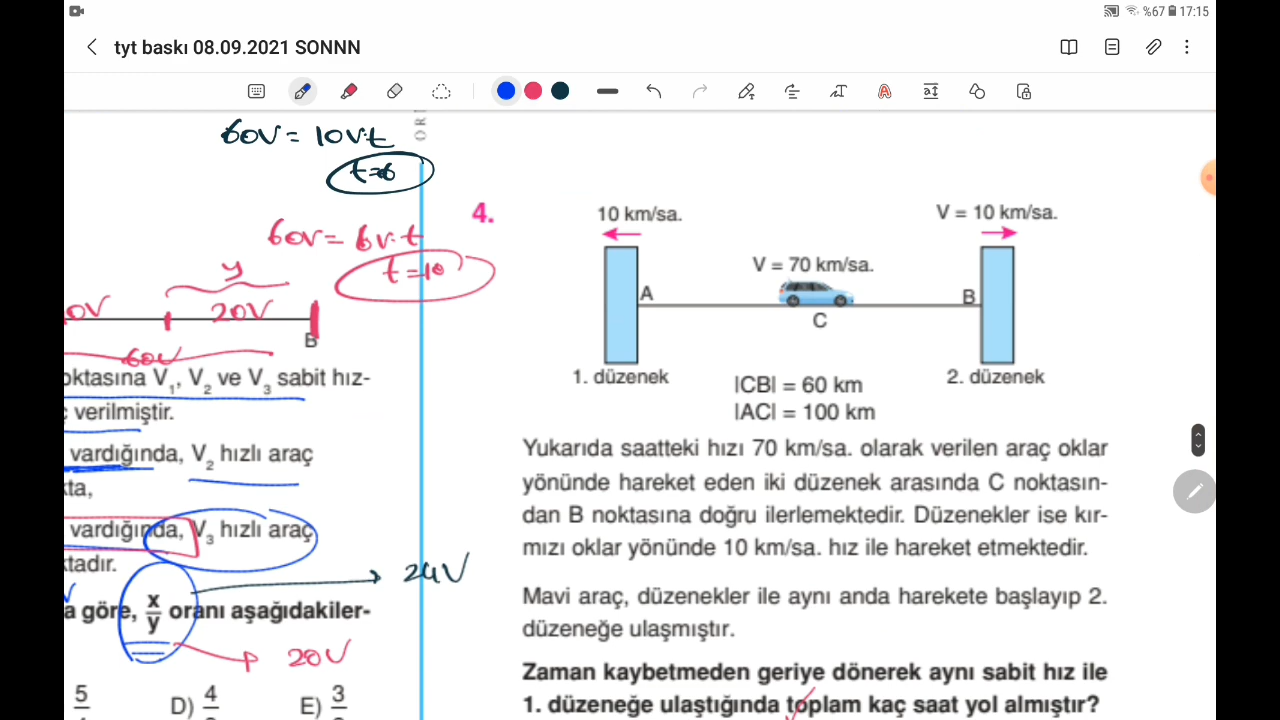 %67 17:15
tyt baskı 08.09.2021 SONNN
60V = 10V.t
t=6
60V = 6V.t
t=10
y
20V
60V
B
noktasına V₁, V₂ ve V₃ sabit hız-
verilmiştir.
vardığında, V₂ hızlı araç
kta,
vardığında, V₃ hızlı araç
ktadır.
24V
a göre, x/y oranı aşağıdakiler-
20V
5
D) 4
E) 3
4.
10 km/sa.
V = 10 km/sa.
V = 70 km/sa.
A
B
C
1. düzenek
2. düzenek
|CB| = 60 km
|AC| = 100 km
Yukarıda saatteki hızı 70 km/sa. olarak verilen araç oklar
yönünde hareket eden iki düzenek arasında C noktasın-
dan B noktasına doğru ilerlemektedir. Düzenekler ise kır-
mızı oklar yönünde 10 km/sa. hız ile hareket etmektedir.
Mavi araç, düzenekler ile aynı anda harekete başlayıp 2.
düzeneğe ulaşmıştır.
Zaman kaybetmeden geriye dönerek aynı sabit hız ile
1. düzeneğe ulaştığında toplam kaç saat yol almıştır?